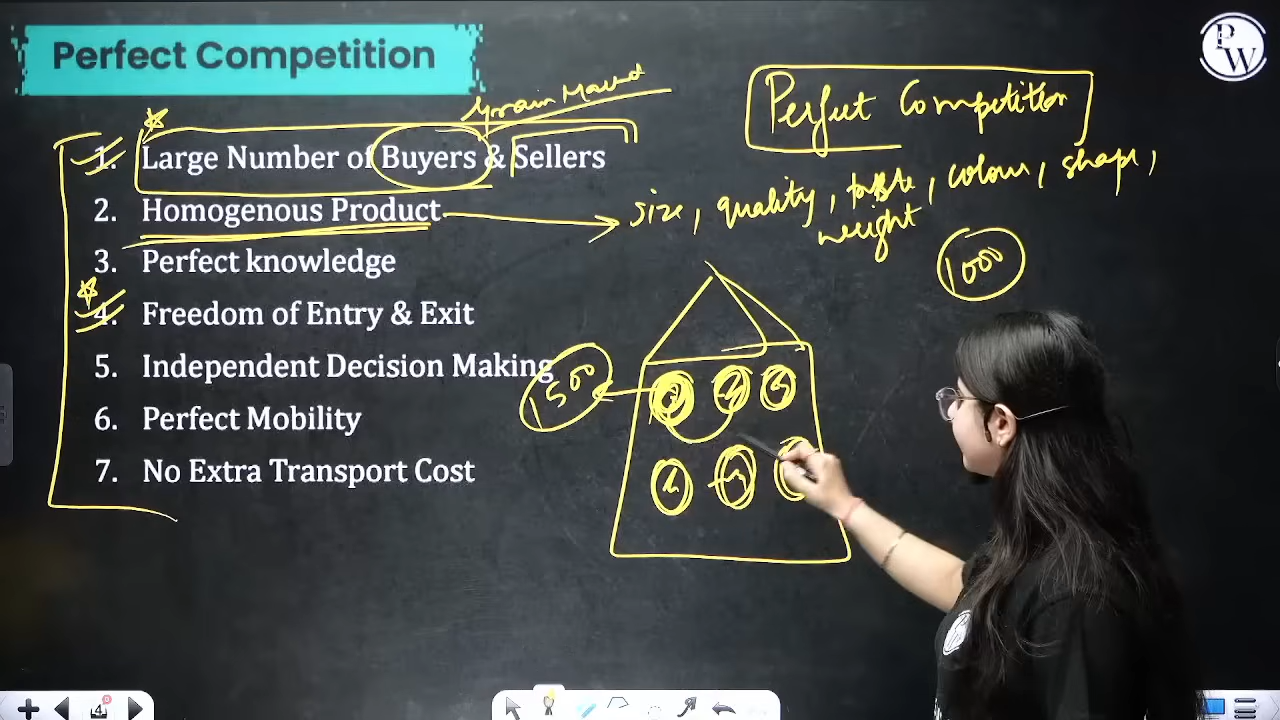 Perfect Competition
PW
Grain Market
Perfect Competition
1. Large Number of Buyers & Sellers
2. Homogenous Product
size, quality, taste, colour, shape,
weight
3. Perfect knowledge
1000
4. Freedom of Entry & Exit
5. Independent Decision Making
150
6. Perfect Mobility
7. No Extra Transport Cost
4